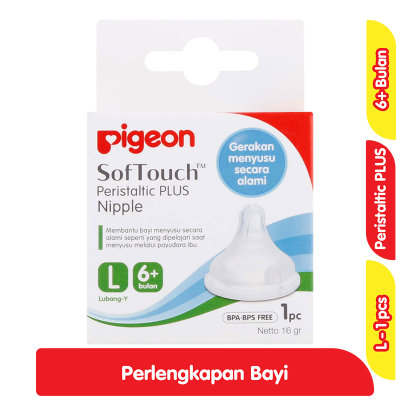 pigeon
SofTouch™
Peristaltic PLUS
Nipple
Gerakan
menyusu
secara
alami
Membantu bayi menyusu secara
alami seperti yang dipelajari saat
menyusu melalui payudara ibu.
L
6+
bulan
Lubang-Y
BPA·BPS FREE
1pc
Netto 16 gr
6+ Bulan
Peristaltic PLUS
L-1pcs
Perlengkapan Bayi